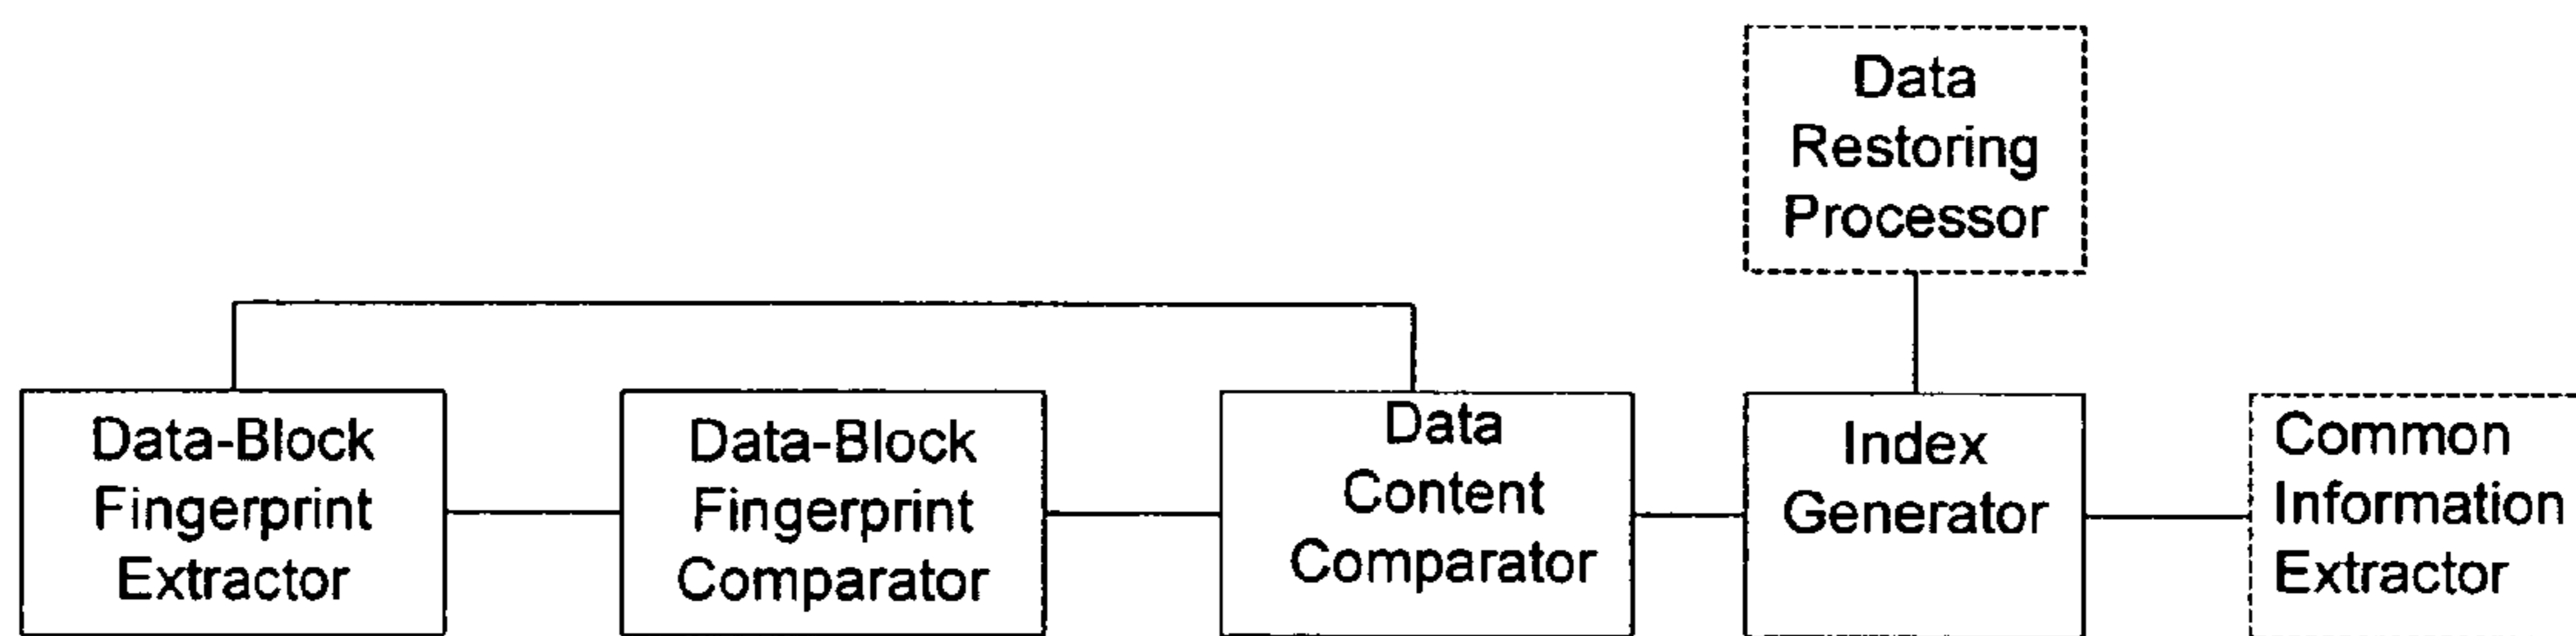 Data
Restoring
Processor
Data-Block
Fingerprint
Extractor
Data-Block
Fingerprint
Comparator
Data
Content
Comparator
Index
Generator
Common
Information
Extractor